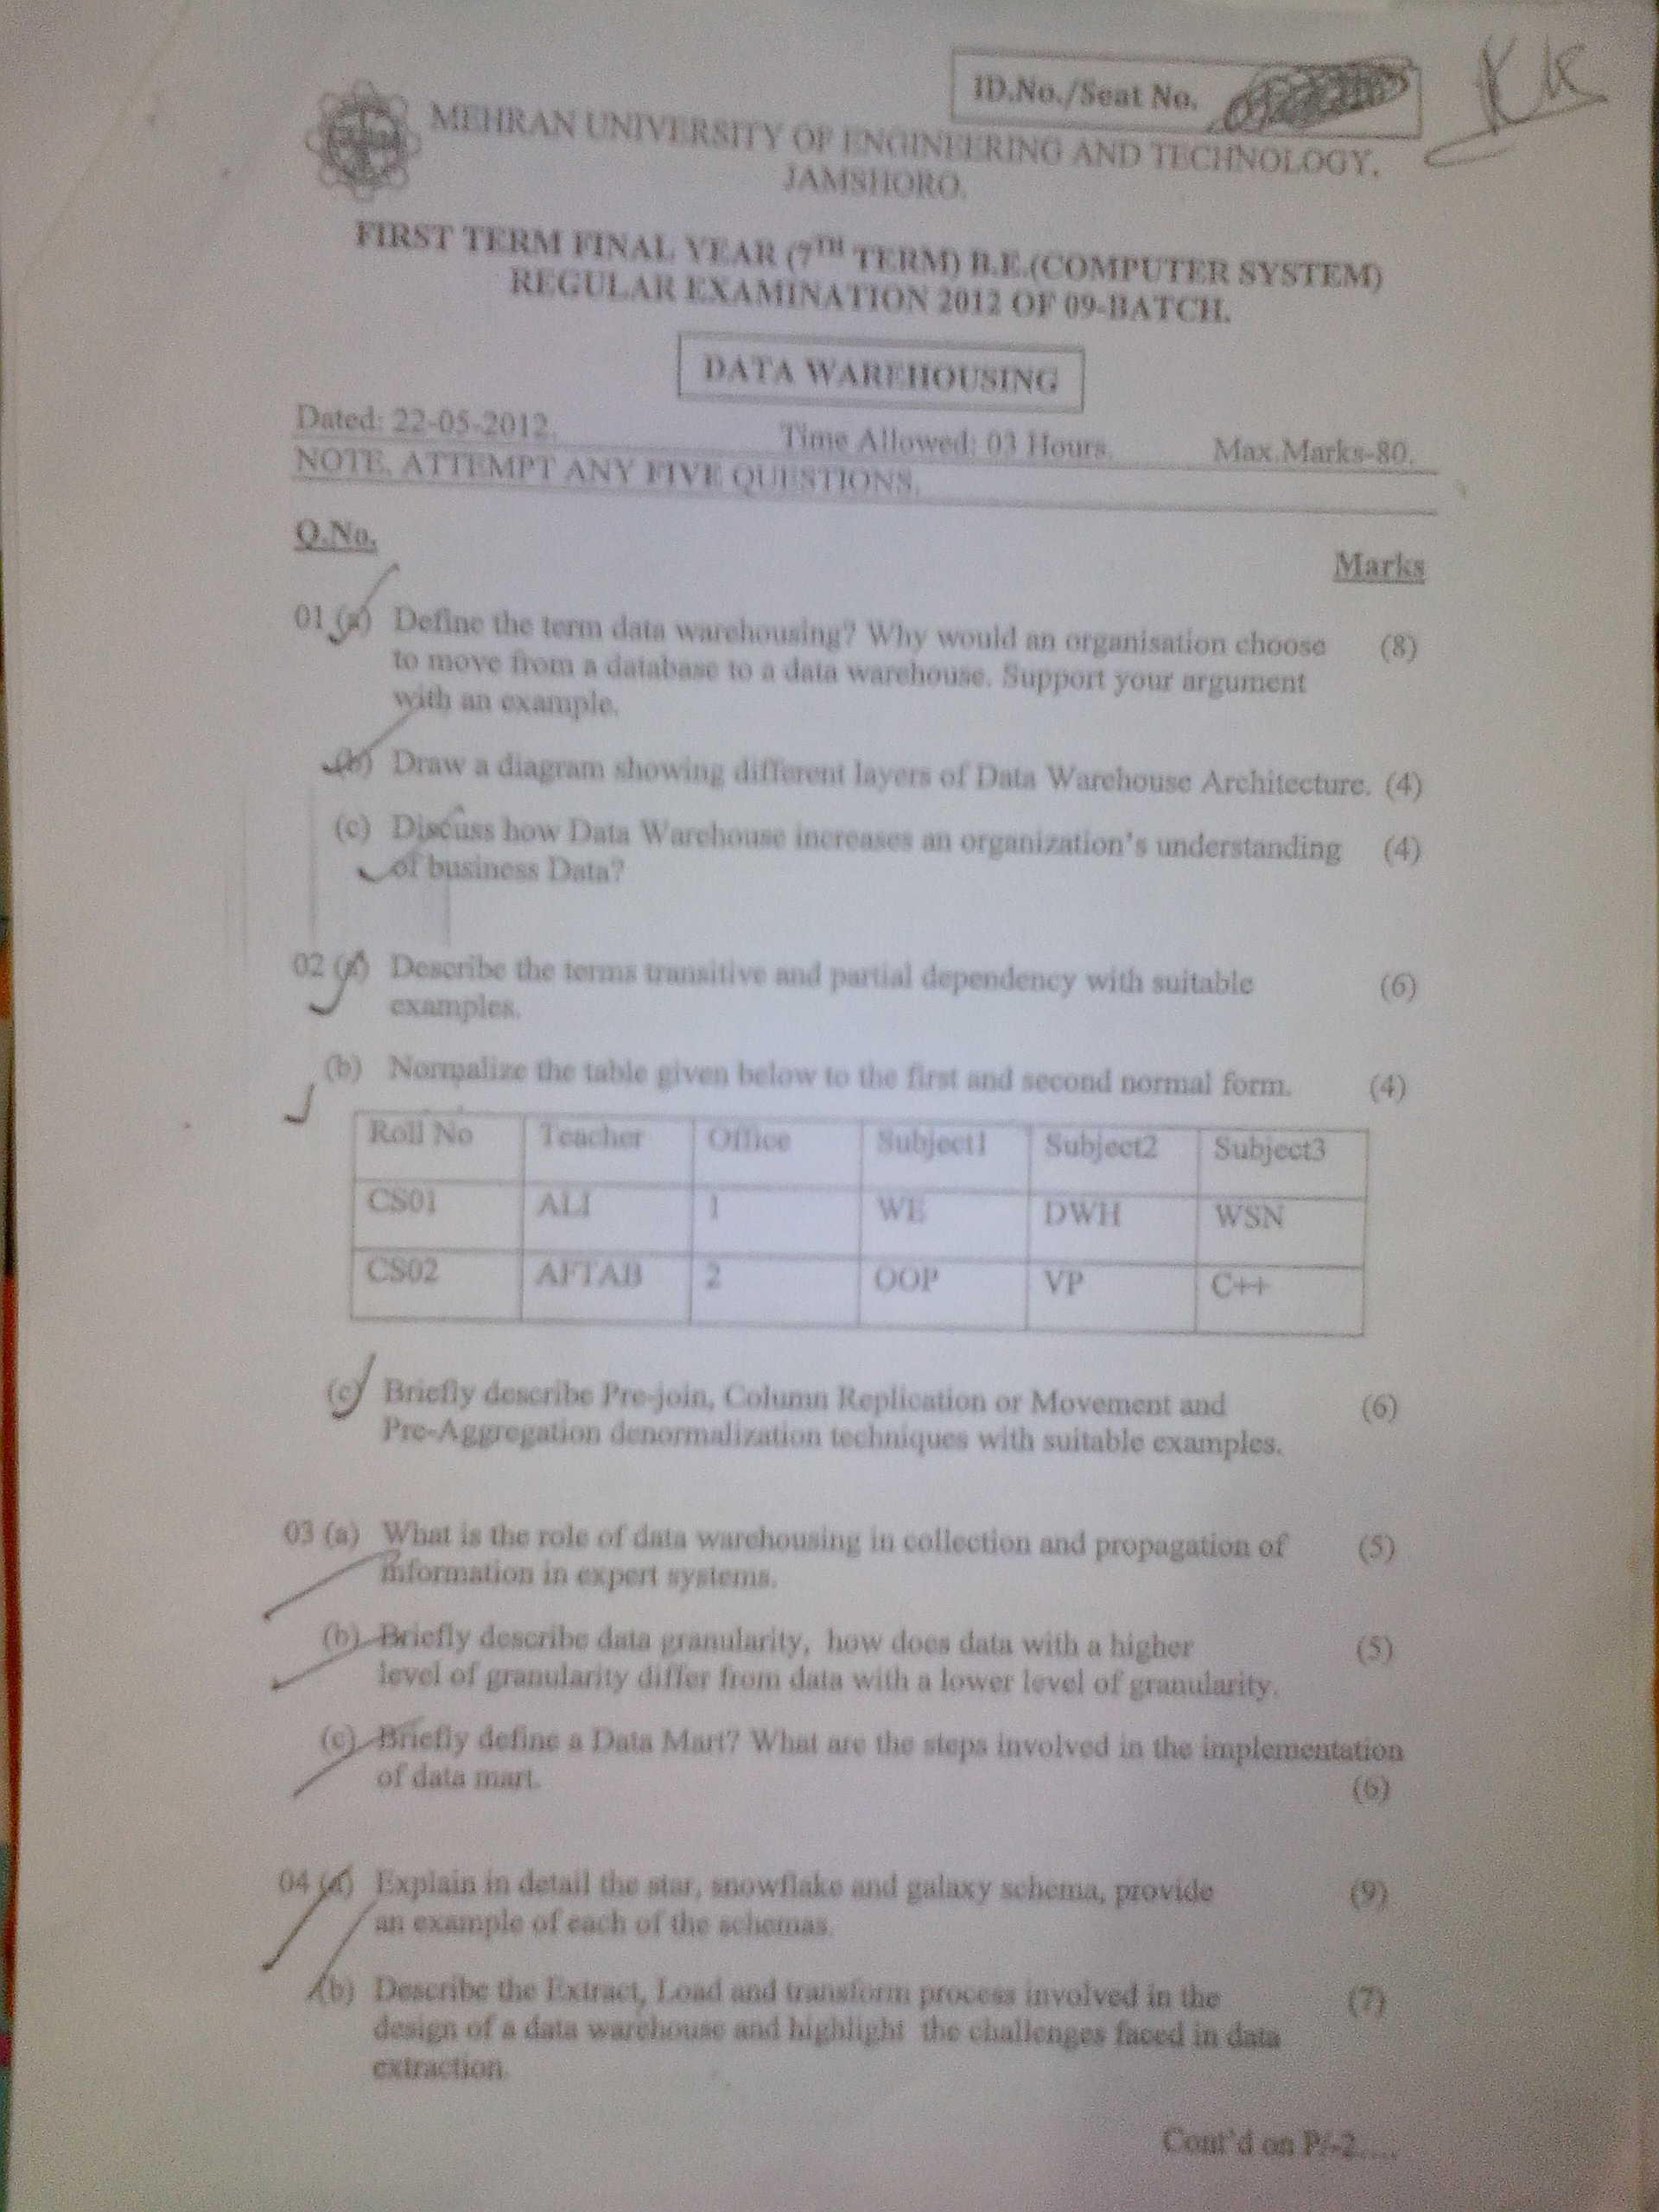 ID.No./Seat No.
MEHRAN UNIVERSITY OF ENGINEERING AND TECHNOLOGY,
JAMSHORO.
FIRST TERM FINAL YEAR (7TH TERM) B.E.(COMPUTER SYSTEM)
REGULAR EXAMINATION 2012 OF 09-BATCH.
DATA WAREHOUSING
Dated: 22-05-2012. Time Allowed: 03 Hours. Max.Marks-80.
NOTE. ATTEMPT ANY FIVE QUESTIONS.
Q.No. Marks
01 (a) Define the term data warehousing? Why would an organisation choose (8)
to move from a database to a data warehouse. Support your argument
with an example.
(b) Draw a diagram showing different layers of Data Warehouse Architecture. (4)
(c) Discuss how Data Warehouse increases an organization's understanding (4)
of business Data?
02 (a) Describe the terms transitive and partial dependency with suitable (6)
examples.
(b) Normalize the table given below to the first and second normal form. (4)
Roll No Teacher Office Subject1 Subject2 Subject3
CS01 ALI 1 WE DWH WSN
CS02 AFTAB 2 OOP VP C++
(c) Briefly describe Pre-join, Column Replication or Movement and (6)
Pre-Aggregation denormalization techniques with suitable examples.
03 (a) What is the role of data warehousing in collection and propagation of (5)
information in expert systems.
(b) Briefly describe data granularity, how does data with a higher (5)
level of granularity differ from data with a lower level of granularity.
(c) Briefly define a Data Mart? What are the steps involved in the implementation
of data mart. (6)
04 (a) Explain in detail the star, snowflake and galaxy schema, provide (9)
an example of each of the schemas.
(b) Describe the Extract, Load and transform process involved in the (7)
design of a data warehouse and highlight the challenges faced in data
extraction.
Cont'd on P/-2....